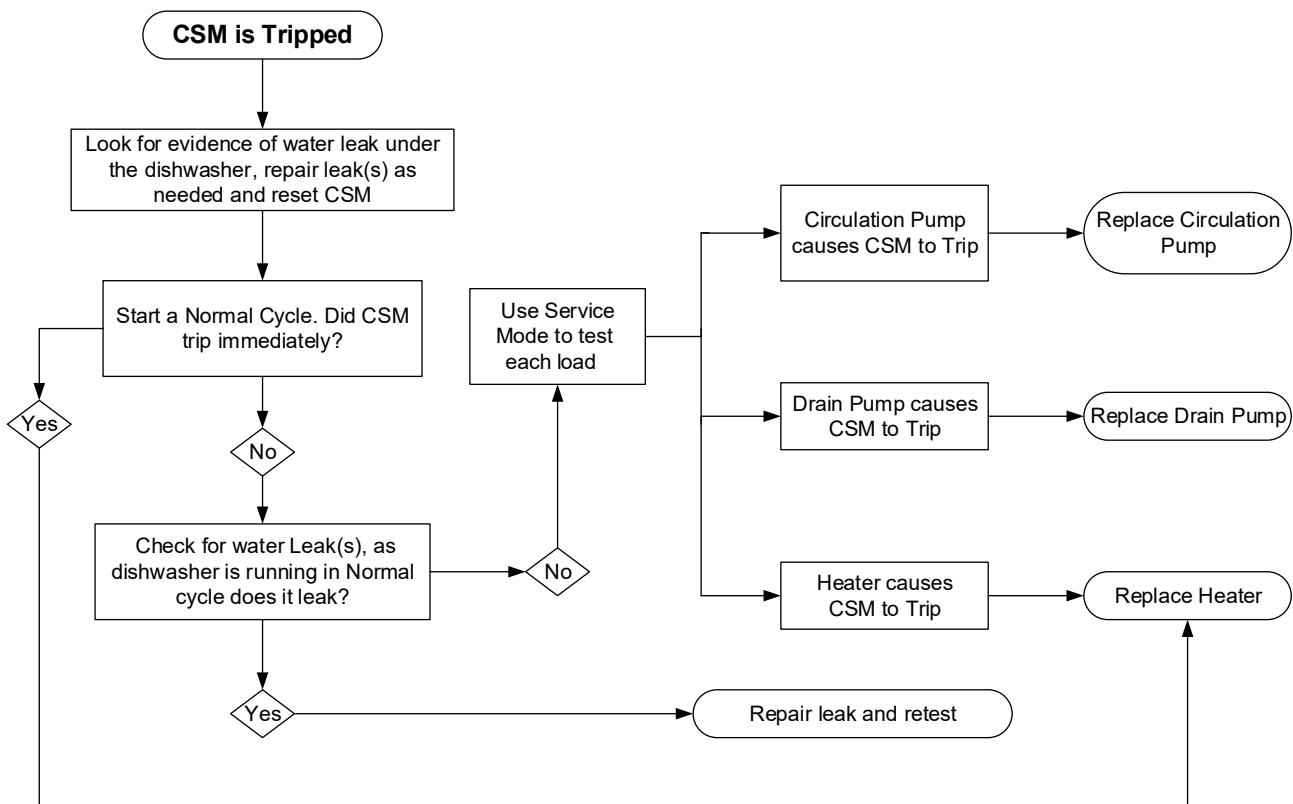 CSM is Tripped
Look for evidence of water leak under
the dishwasher, repair leak(s) as
needed and reset CSM
Start a Normal Cycle. Did CSM
trip immediately?
Yes
No
Check for water Leak(s), as
dishwasher is running in Normal
cycle does it leak?
No
Yes
Repair leak and retest
Use Service
Mode to test
each load
Circulation Pump
causes CSM to Trip
Replace Circulation
Pump
Drain Pump causes
CSM to Trip
Replace Drain Pump
Heater causes
CSM to Trip
Replace Heater